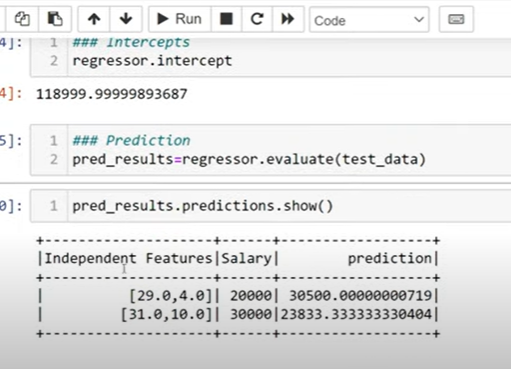 Run
Code
4]: 1 ### Intercepts
2 regressor.intercept
4]: 118999.99999893687
5]: 1 ### Prediction
2 pred_results=regressor.evaluate(test_data)
0]: 1 pred_results.predictions.show()
+--------------------+------+------------------+
|Independent Features|Salary| prediction|
+--------------------+------+------------------+
| [29.0,4.0]| 20000| 30500.00000000719|
| [31.0,10.0]| 30000|23833.333333330404|
+--------------------+------+------------------+